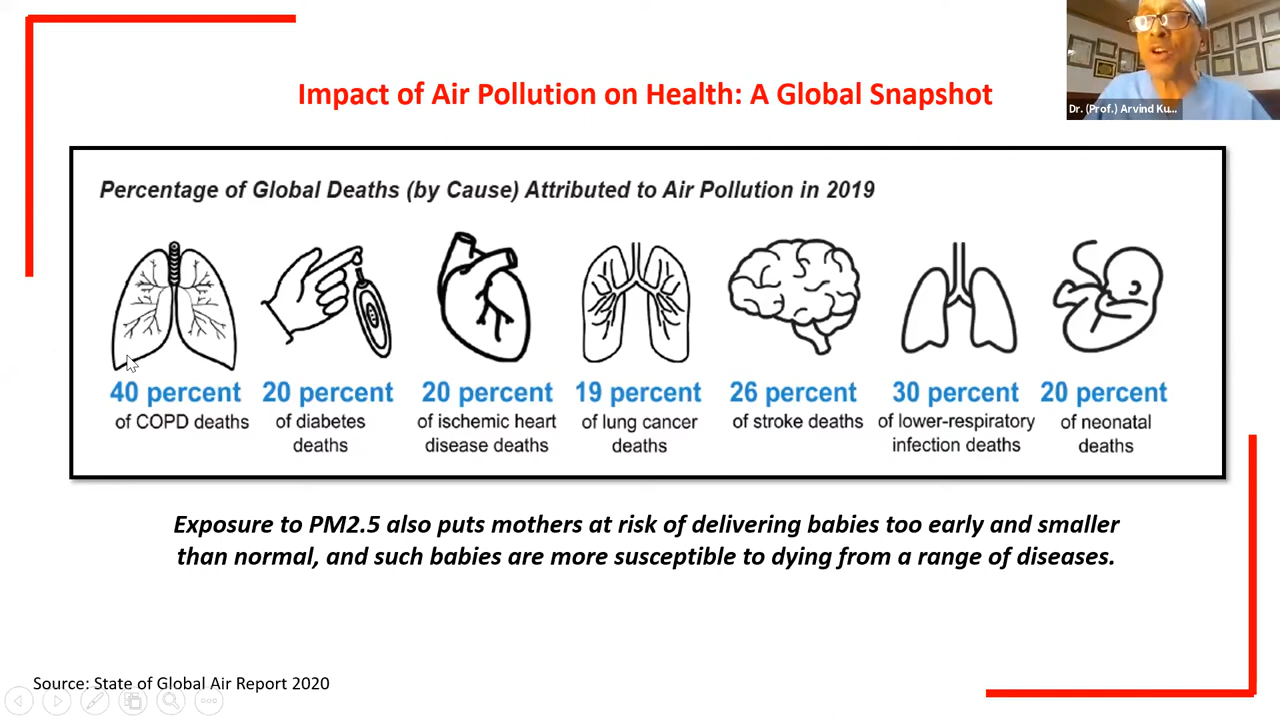 Impact of Air Pollution on Health: A Global Snapshot
Dr. (Prof.) Arvind Ku...
Percentage of Global Deaths (by Cause) Attributed to Air Pollution in 2019
40 percent
of COPD deaths
20 percent
of diabetes
deaths
20 percent
of ischemic heart
disease deaths
19 percent
of lung cancer
deaths
26 percent
of stroke deaths
30 percent
of lower-respiratory
infection deaths
20 percent
of neonatal
deaths
Exposure to PM2.5 also puts mothers at risk of delivering babies too early and smaller
than normal, and such babies are more susceptible to dying from a range of diseases.
Source: State of Global Air Report 2020